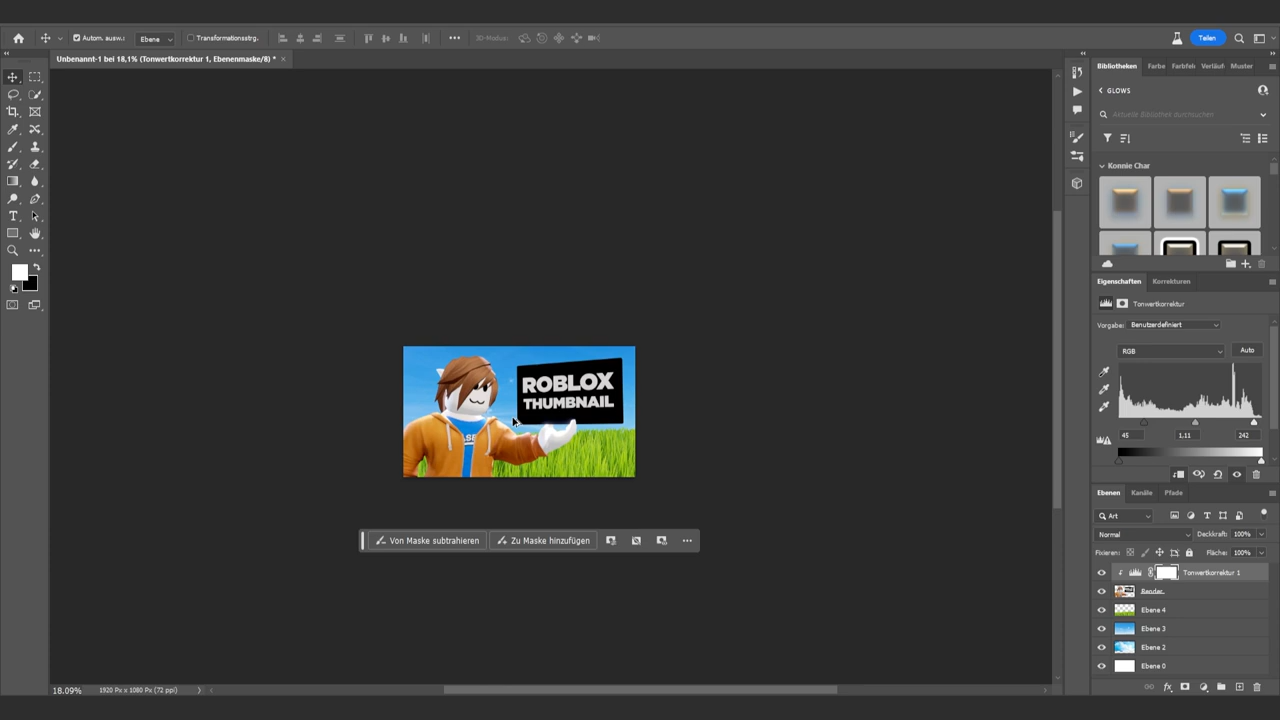 Autom. ausw.:
Ebene
Transformationsstrg.
3D-Modus:
Teilen
Unbenannt-1 bei 18,1% (Tonwertkorrektur 1, Ebenenmaske/8) *
Bibliotheken
Farbe
Farbfel
Verläuf
Muster
GLOWS
Aktuelle Bibliothek durchsuchen
Konnie Char
Eigenschaften
Korrekturen
Tonwertkorrektur
Vorgabe:
Benutzerdefiniert
RGB
Auto
45
1,11
242
ROBLOX
THUMBNAIL
Von Maske subtrahieren
Zu Maske hinzufügen
Ebenen
Kanäle
Pfade
Art
Normal
Deckkraft: 100%
Fixieren:
Fläche: 100%
Tonwertkorrektur 1
Render
Ebene 4
Ebene 3
Ebene 2
Ebene 0
18.09%
1920 Px x 1080 Px (72 ppi)